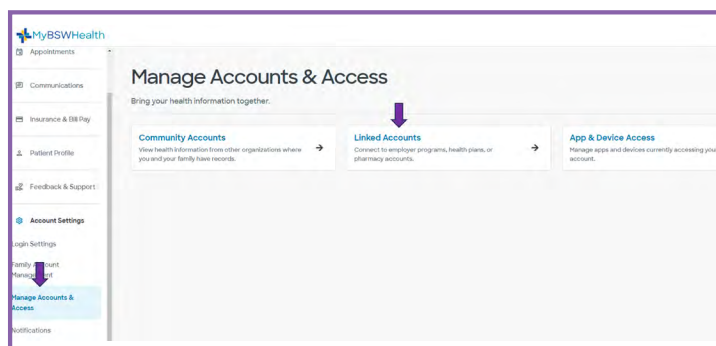 MyBSWHealth
Appointments
Communications
Insurance & Bill Pay
Patient Profile
Feedback & Support
Account Settings
Login Settings
Family Account
Management
Manage Accounts &
Access
Notifications
Manage Accounts & Access
Bring your health information together.
Community Accounts
View health information from other organizations where
you and your family have records.
Linked Accounts
Connect to employer programs, health plans, or
pharmacy accounts.
App & Device Access
Manage apps and devices currently accessing your
account.